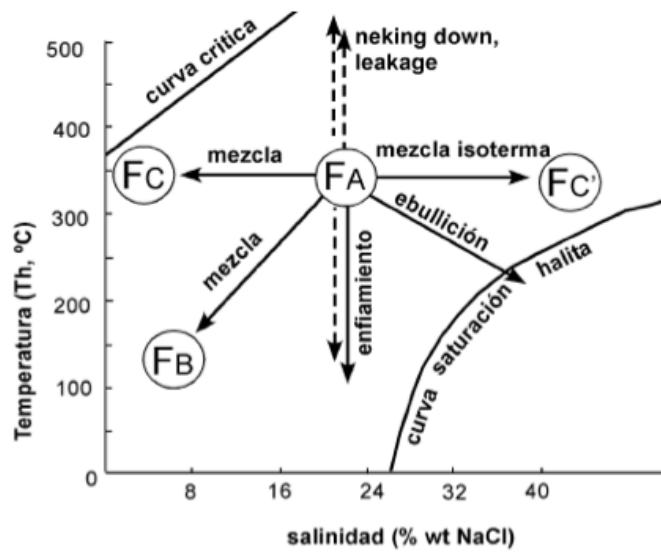 500
400
300
200
100
0
Temperatura (Th, ºC)
curva critica
neking down,
leakage
mezcla
mezcla isoterma
FC
FA
FC'
ebullición
mezcla
enfiamiento
FB
curva saturación halita
8
16
24
32
40
salinidad (% wt NaCl)